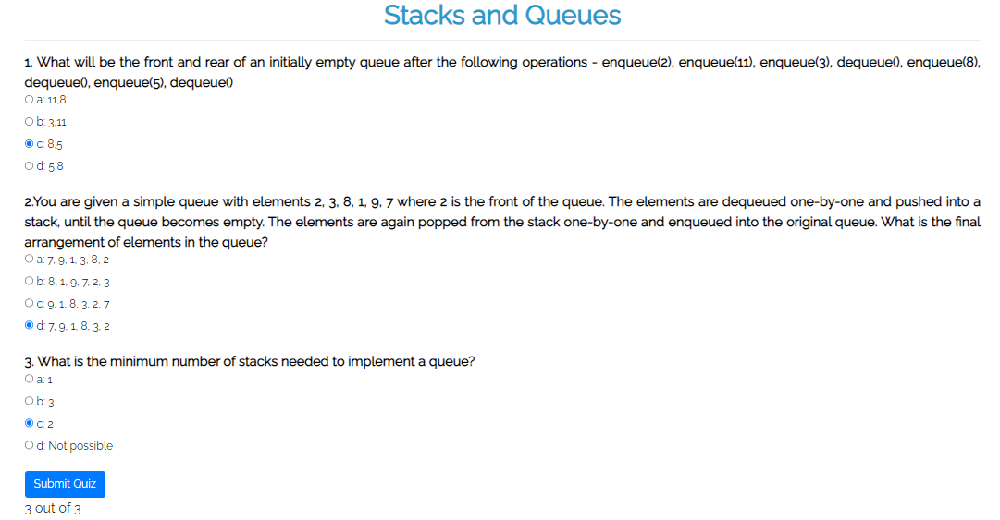 Stacks and Queues
1. What will be the front and rear of an initially empty queue after the following operations - enqueue(2), enqueue(11), enqueue(3), dequeue(), enqueue(8),
dequeue(), enqueue(5), dequeue()
a: 11,8
b: 3,11
c: 8,5
d: 5,8
2.You are given a simple queue with elements 2, 3, 8, 1, 9, 7 where 2 is the front of the queue. The elements are dequeued one-by-one and pushed into a
stack, until the queue becomes empty. The elements are again popped from the stack one-by-one and enqueued into the original queue. What is the final
arrangement of elements in the queue?
a: 7, 9, 1, 3, 8, 2
b: 8, 1, 9, 7, 2, 3
c: 9, 1, 8, 3, 2, 7
d: 7, 9, 1, 8, 3, 2
3. What is the minimum number of stacks needed to implement a queue?
a: 1
b: 3
c: 2
d: Not possible
Submit Quiz
3 out of 3